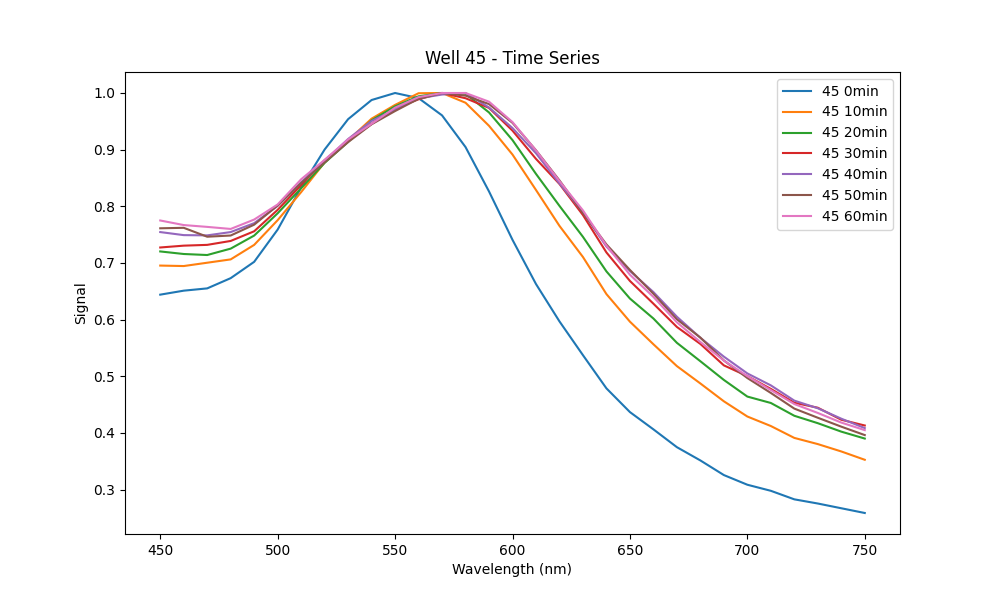 Well 45 - Time Series
1.0
0.9
0.8
0.7
0.6
0.5
0.4
0.3
Signal
45 0min
45 10min
45 20min
45 30min
45 40min
45 50min
45 60min
450 500 550 600 650 700 750
Wavelength (nm)